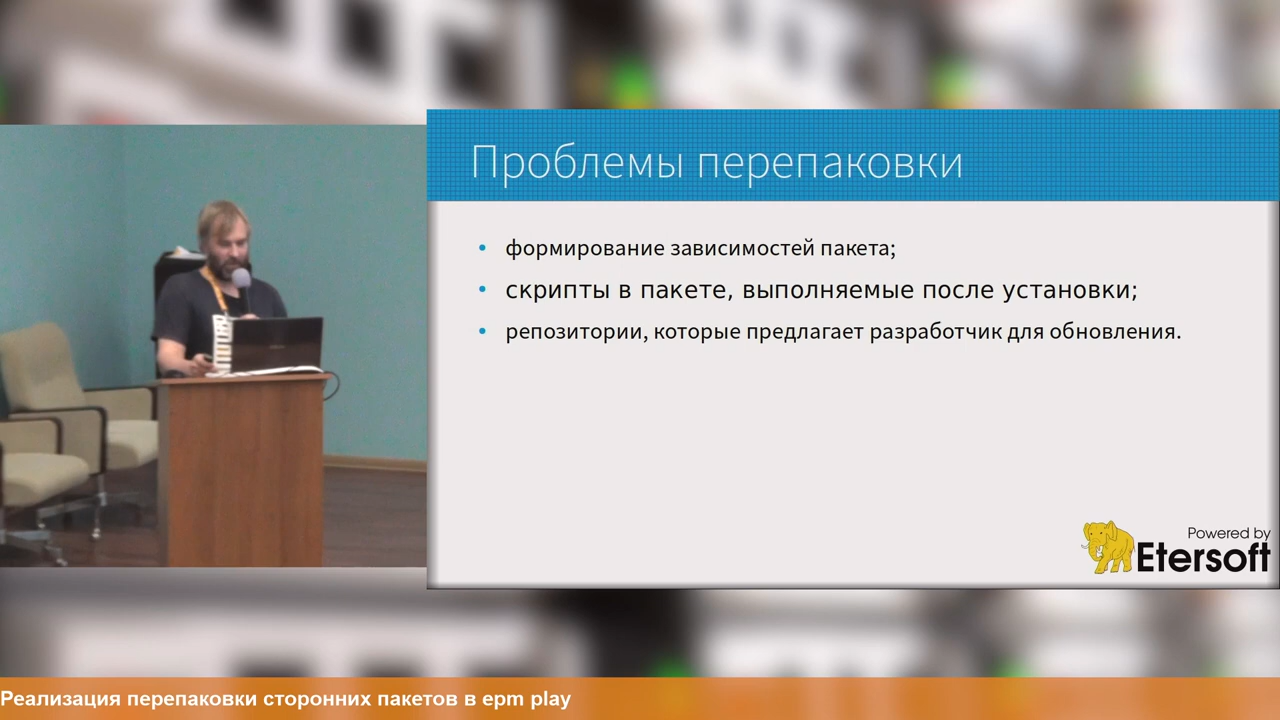 Проблемы перепаковки
формирование зависимостей пакета;
скрипты в пакете, выполняемые после установки;
репозитории, которые предлагает разработчик для обновления.
Powered by
Etersoft
Реализация перепаковки сторонних пакетов в epm play